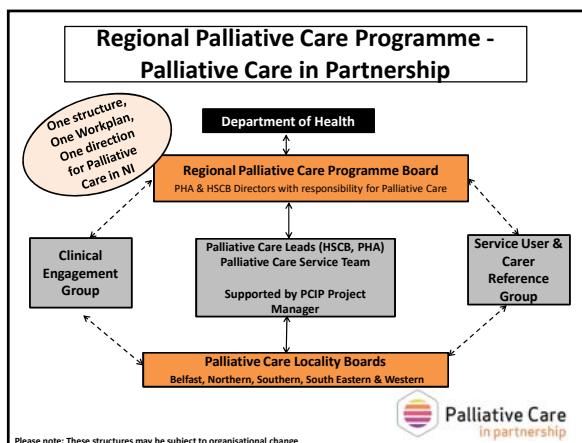 Regional Palliative Care Programme -
Palliative Care in Partnership
One structure,
One Workplan,
One direction
for Palliative
Care in NI
Department of Health
Regional Palliative Care Programme Board
PHA & HSCB Directors with responsibility for Palliative Care
Clinical
Engagement
Group
Palliative Care Leads (HSCB, PHA)
Palliative Care Service Team
Supported by PCIP Project
Manager
Service User &
Carer
Reference
Group
Palliative Care Locality Boards
Belfast, Northern, Southern, South Eastern & Western
Palliative Care
in partnership
Please note: These structures may be subject to organisational change